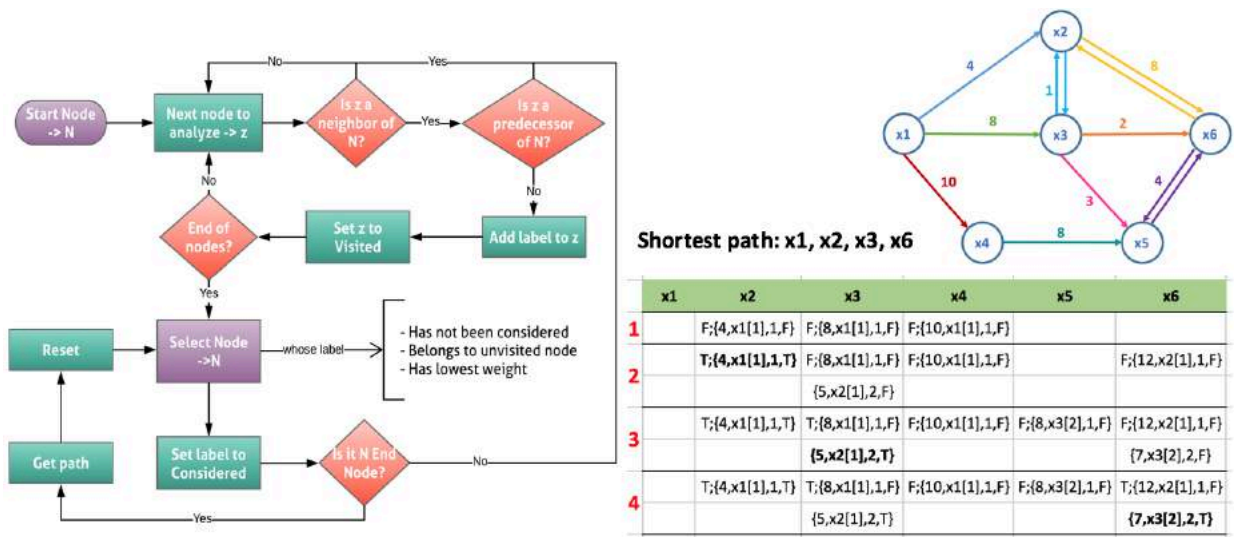 No
Yes
Start Node
-> N
Next node to
analyze -> z
Is z a
neighbor of
N?
Yes
Is z a
predecessor
of N?
No
No
End of
nodes?
Set z to
Visited
Add label to z
Yes
Reset
Select Node
->N
whose label
- Has not been considered
- Belongs to unvisited node
- Has lowest weight
Get path
Set label to
Considered
Is it N End
Node?
No
Yes
x2
4
8
1
x1
8
x3
2
x6
10
3
4
x4
8
x5
Shortest path: x1, x2, x3, x6
x1 x2 x3 x4 x5 x6
1 F;{4,x1[1],1,F} F;{8,x1[1],1,F} F;{10,x1[1],1,F}
2 T;{4,x1[1],1,T} F;{8,x1[1],1,F} F;{10,x1[1],1,F} F;{12,x2[1],1,F}
{5,x2[1],2,F}
3 T;{4,x1[1],1,T} T;{8,x1[1],1,F} F;{10,x1[1],1,F} F;{8,x3[2],1,F} F;{12,x2[1],1,F}
{5,x2[1],2,T} {7,x3[2],2,F}
4 T;{4,x1[1],1,T} T;{8,x1[1],1,F} F;{10,x1[1],1,F} F;{8,x3[2],1,F} T;{12,x2[1],1,F}
{5,x2[1],2,T} {7,x3[2],2,T}